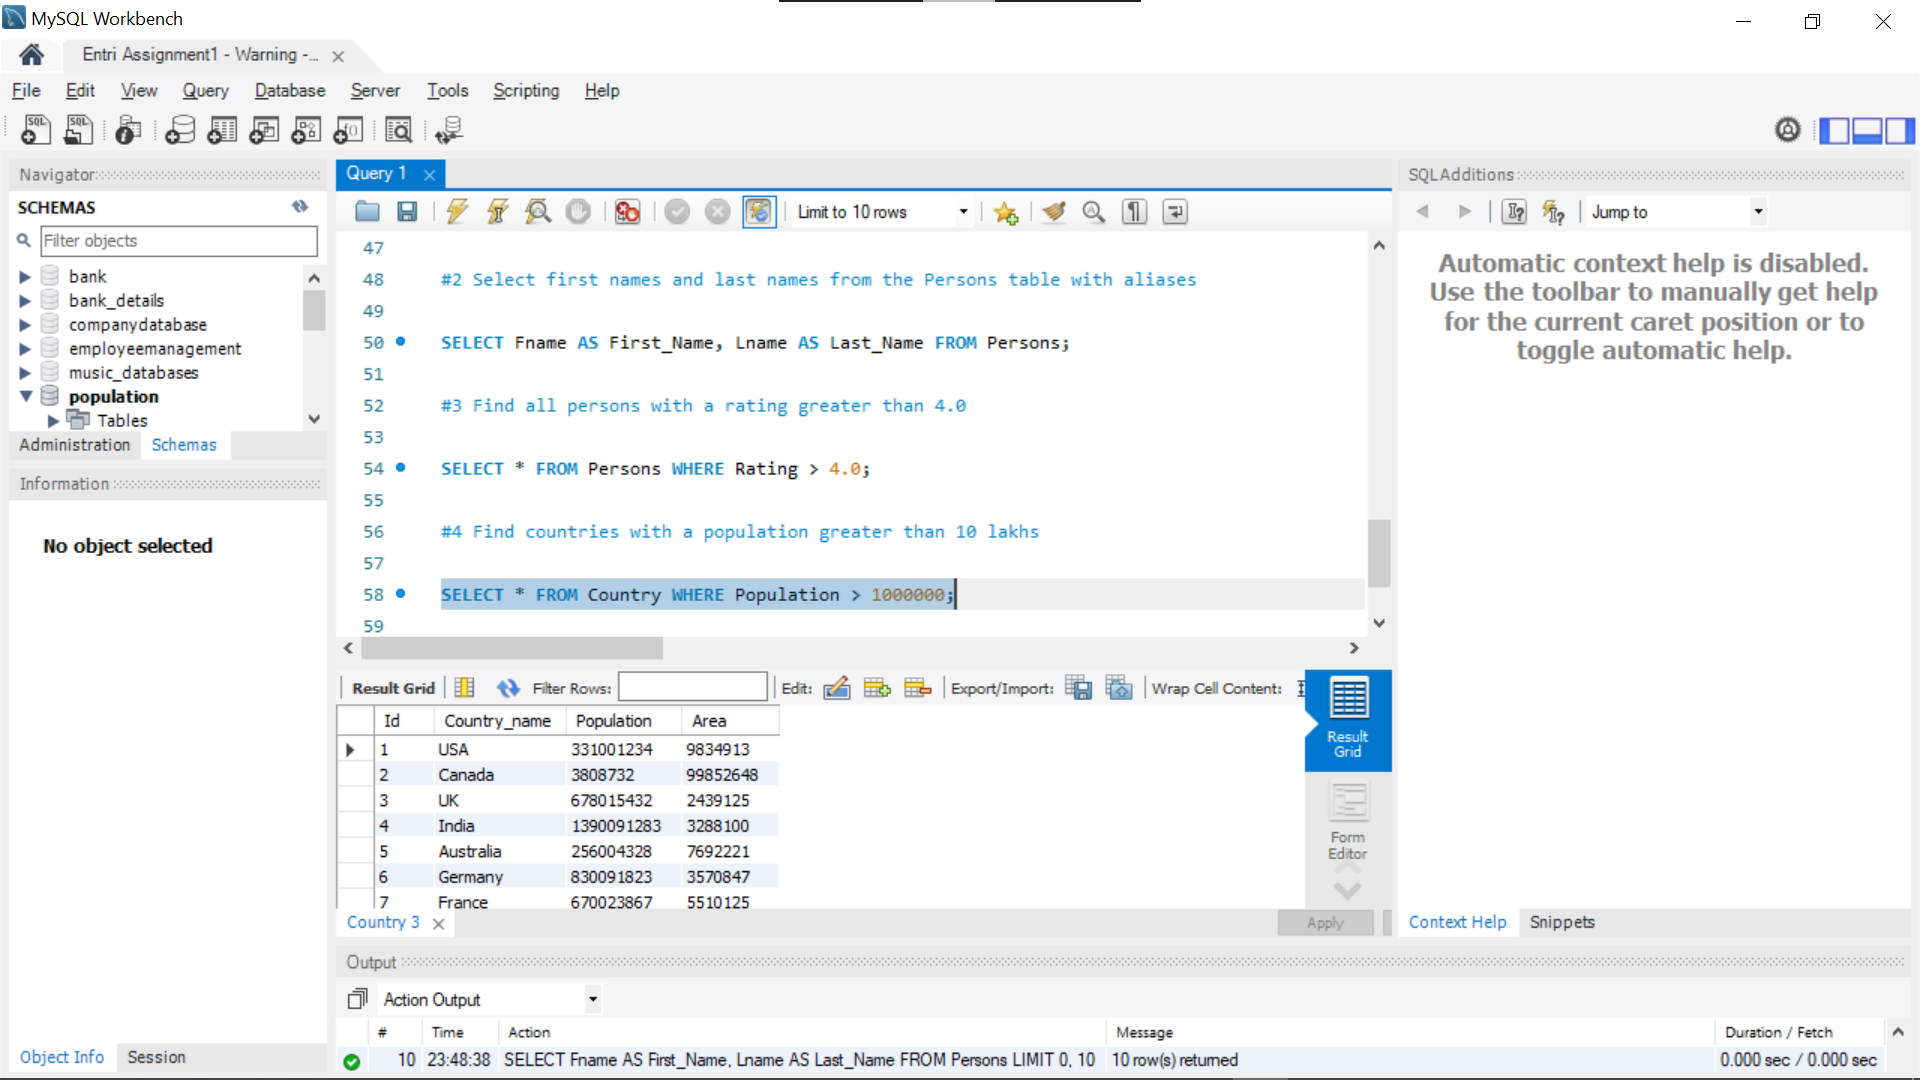 MySQL Workbench
Entri Assignment1 - Warning -...
File Edit View Query Database Server Tools Scripting Help
Navigator
SCHEMAS
Filter objects
bank
bank_details
companydatabase
employeemanagement
music_databases
population
Tables
Administration Schemas
Information
No object selected
Object Info Session
Query 1
Limit to 10 rows
47
48 #2 Select first names and last names from the Persons table with aliases
49
50 SELECT Fname AS First_Name, Lname AS Last_Name FROM Persons;
51
52 #3 Find all persons with a rating greater than 4.0
53
54 SELECT * FROM Persons WHERE Rating > 4.0;
55
56 #4 Find countries with a population greater than 10 lakhs
57
58 SELECT * FROM Country WHERE Population > 1000000;
59
Result Grid Filter Rows: Edit: Export/Import: Wrap Cell Content:
Id Country_name Population Area
1 USA 331001234 9834913
2 Canada 3808732 99852648
3 UK 678015432 2439125
4 India 1390091283 3288100
5 Australia 256004328 7692221
6 Germany 830091823 3570847
7 France 670023867 5510125
Result
Grid
Form
Editor
Country 3
Apply
SQLAdditions
Jump to
Automatic context help is disabled.
Use the toolbar to manually get help
for the current caret position or to
toggle automatic help.
Context Help Snippets
Output
Action Output
# Time Action Message Duration / Fetch
10 23:48:38 SELECT Fname AS First_Name, Lname AS Last_Name FROM Persons LIMIT 0, 10 10 row(s) returned 0.000 sec / 0.000 sec